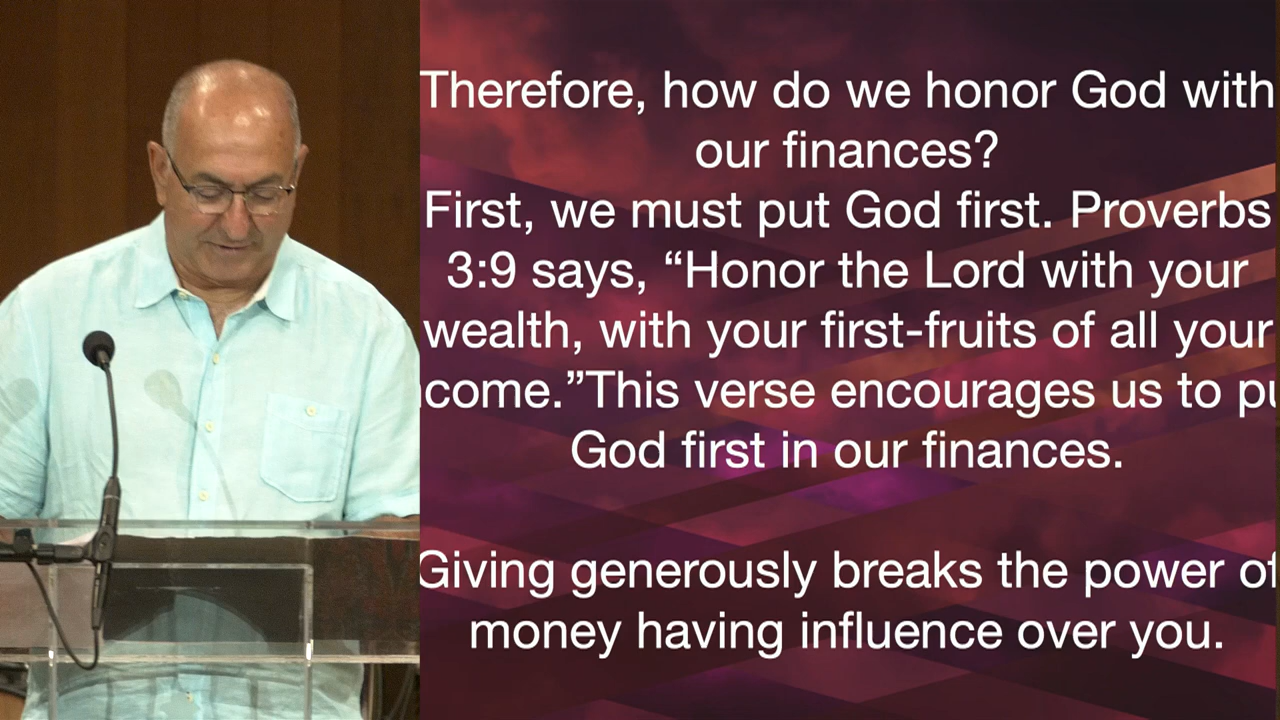 Therefore, how do we honor God with
our finances?
First, we must put God first. Proverbs
3:9 says, “Honor the Lord with your
wealth, with your first-fruits of all your
come.”This verse encourages us to pu
God first in our finances.
Giving generously breaks the power of
money having influence over you.